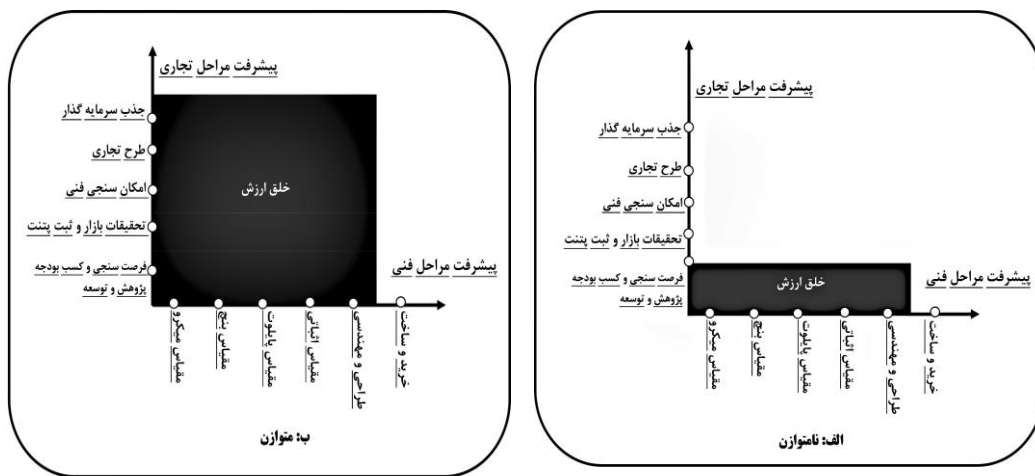 پیشرفت مراحل تجاری
جذب سرمایه گذار
طرح تجاری
امکان سنجی فنی
تحقیقات بازار و ثبت پتنت
فرصت سنجی و کسب بودجه
پژوهش و توسعه
خلق ارزش
پیشرفت مراحل فنی
مقیاس میکرو
مقیاس بنچ
مقیاس پایلوت
مقیاس اثباتی
طراحی و مهندسی
خرید و ساخت
الف: نامتوازن
پیشرفت مراحل تجاری
جذب سرمایه گذار
طرح تجاری
امکان سنجی فنی
تحقیقات بازار و ثبت پتنت
فرصت سنجی و کسب بودجه
پژوهش و توسعه
خلق ارزش
پیشرفت مراحل فنی
مقیاس میکرو
مقیاس بنچ
مقیاس پایلوت
مقیاس اثباتی
طراحی و مهندسی
خرید و ساخت
ب: متوازن